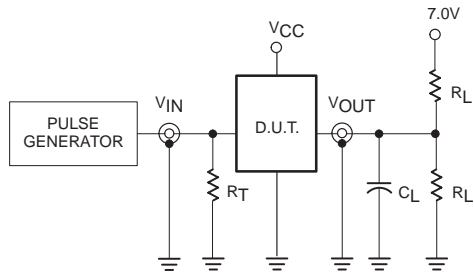 7.0V
VCC
RL
VIN
VOUT
PULSE
GENERATOR
D.U.T.
RT
CL
RL